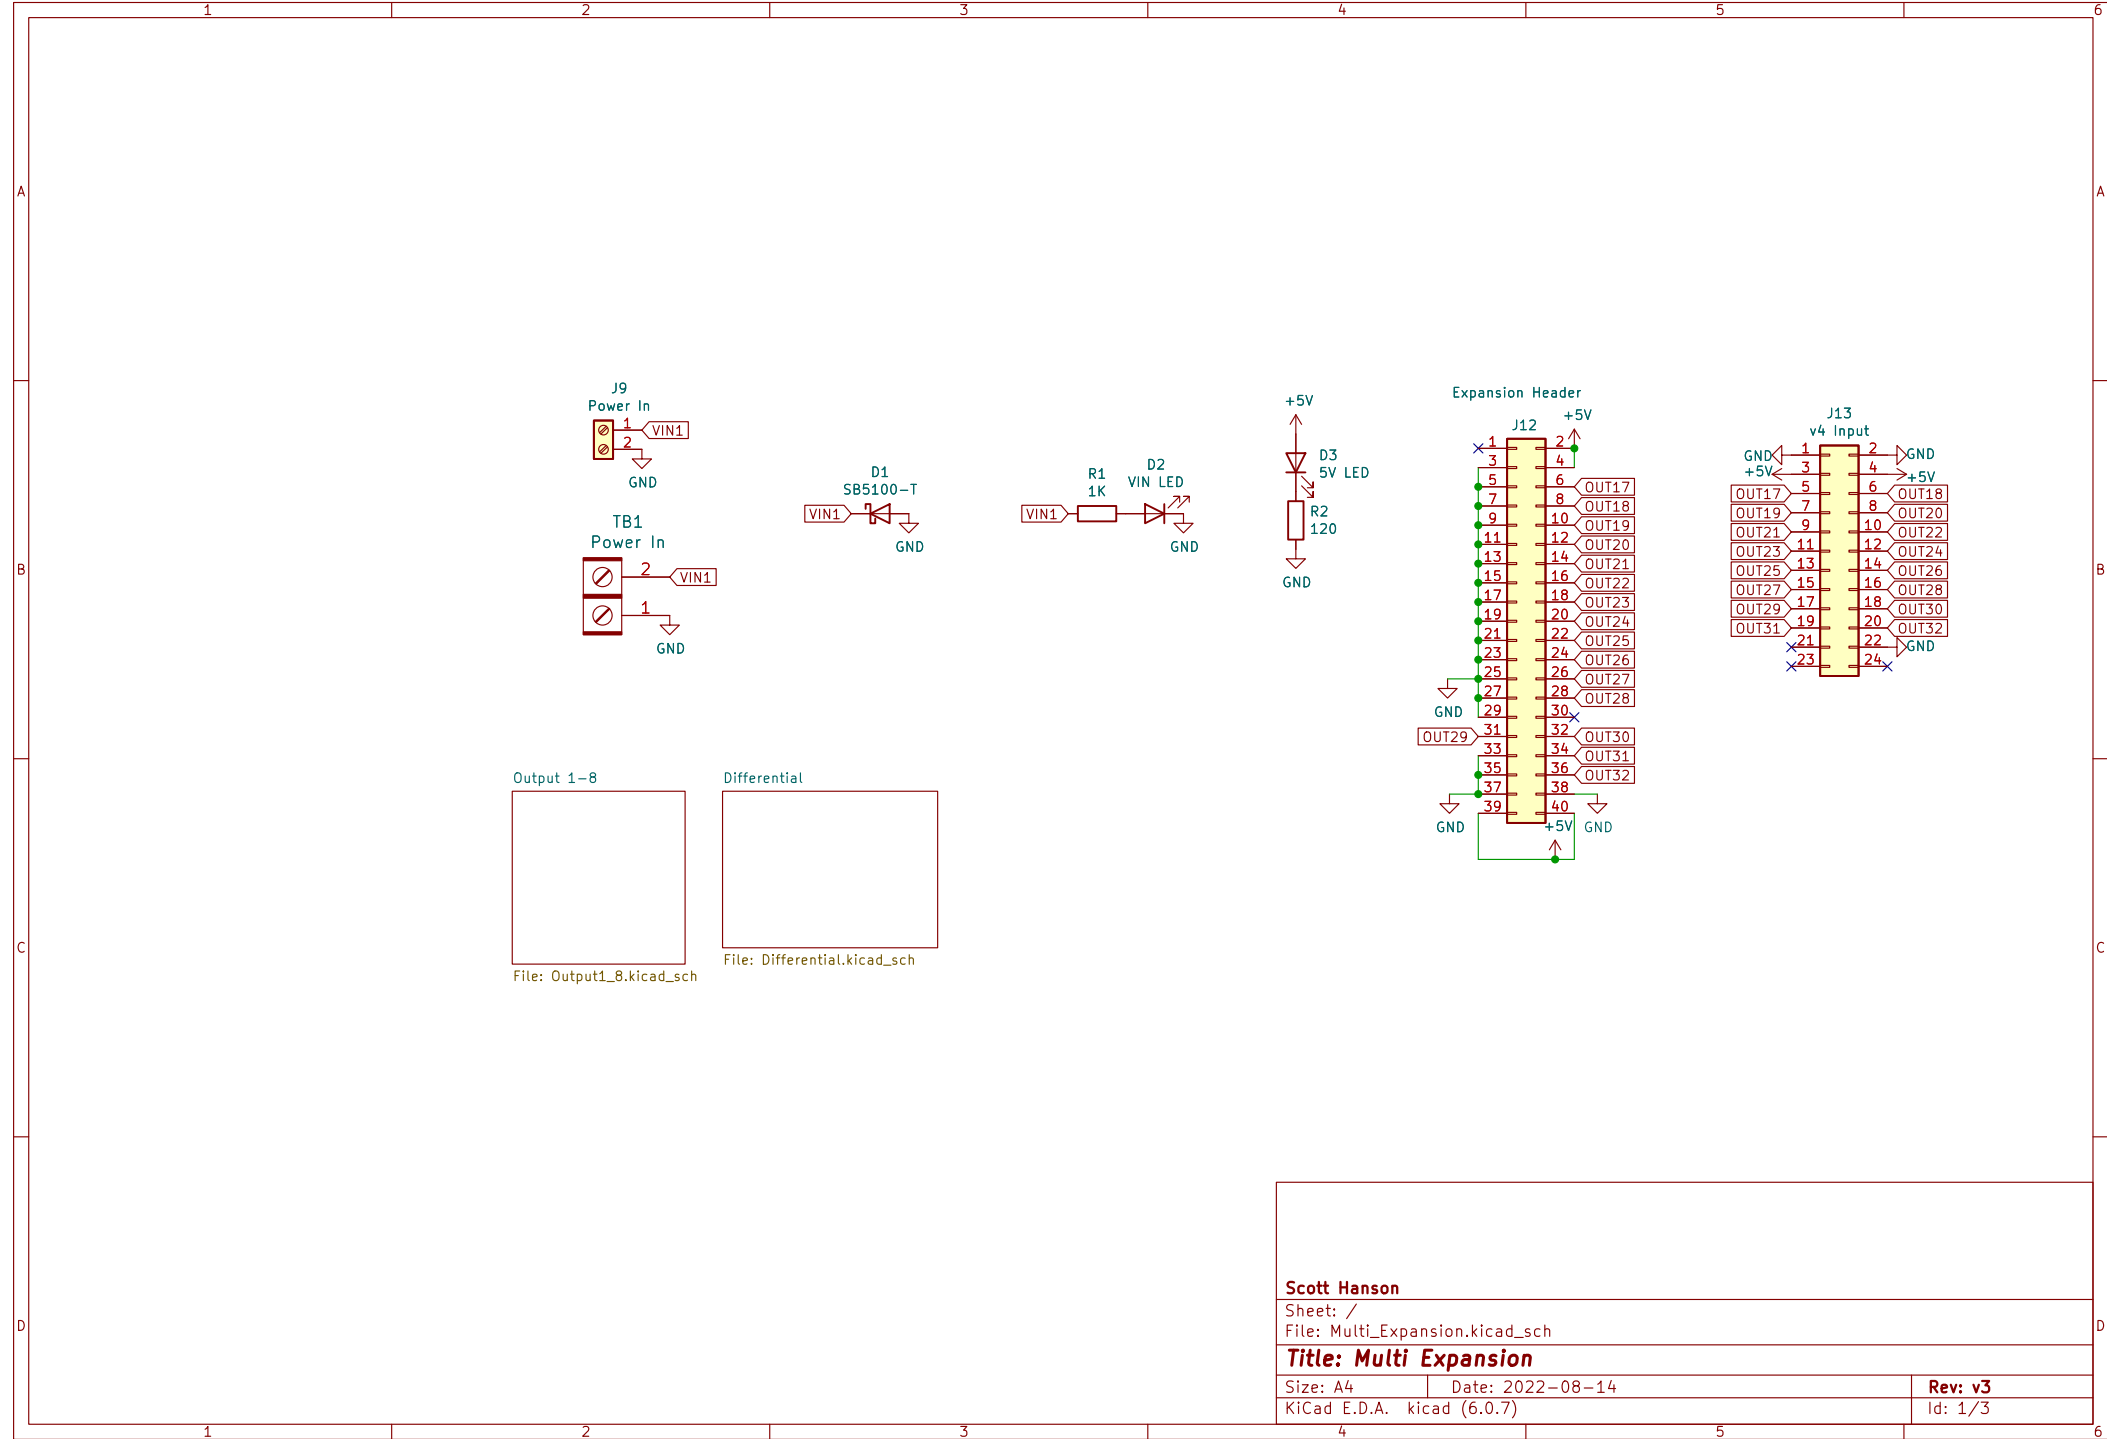 1 2 3 4 5 6
A A
B B
C C
D D
J9
Power In
1 VIN1
2
GND
TB1
Power In
2 VIN1
1
GND
D1
SB5100-T
VIN1
GND
R1
1K
VIN1
D2
VIN LED
GND
+5V
D3
5V LED
R2
120
GND
Expansion Header
+5V
J12
1 2
3 4
5 6 OUT17
7 8 OUT18
9 10 OUT19
11 12 OUT20
13 14 OUT21
15 16 OUT22
17 18 OUT23
19 20 OUT24
21 22 OUT25
23 24 OUT26
25 26 OUT27
27 28 OUT28
GND 29 30
OUT29 31 32 OUT30
33 34 OUT31
35 36 OUT32
37 38
39 40
GND +5V GND
J13
v4 Input
GND 1 2 GND
+5V 3 4 +5V
OUT17 5 6 OUT18
OUT19 7 8 OUT20
OUT21 9 10 OUT22
OUT23 11 12 OUT24
OUT25 13 14 OUT26
OUT27 15 16 OUT28
OUT29 17 18 OUT30
OUT31 19 20 OUT32
21 22 GND
23 24
Output 1-8
File: Output1_8.kicad_sch
Differential
File: Differential.kicad_sch
Scott Hanson
Sheet: /
File: Multi_Expansion.kicad_sch
Title: Multi Expansion
Size: A4 Date: 2022-08-14 Rev: v3
KiCad E.D.A. kicad (6.0.7) Id: 1/3
1 2 3 4 5 6